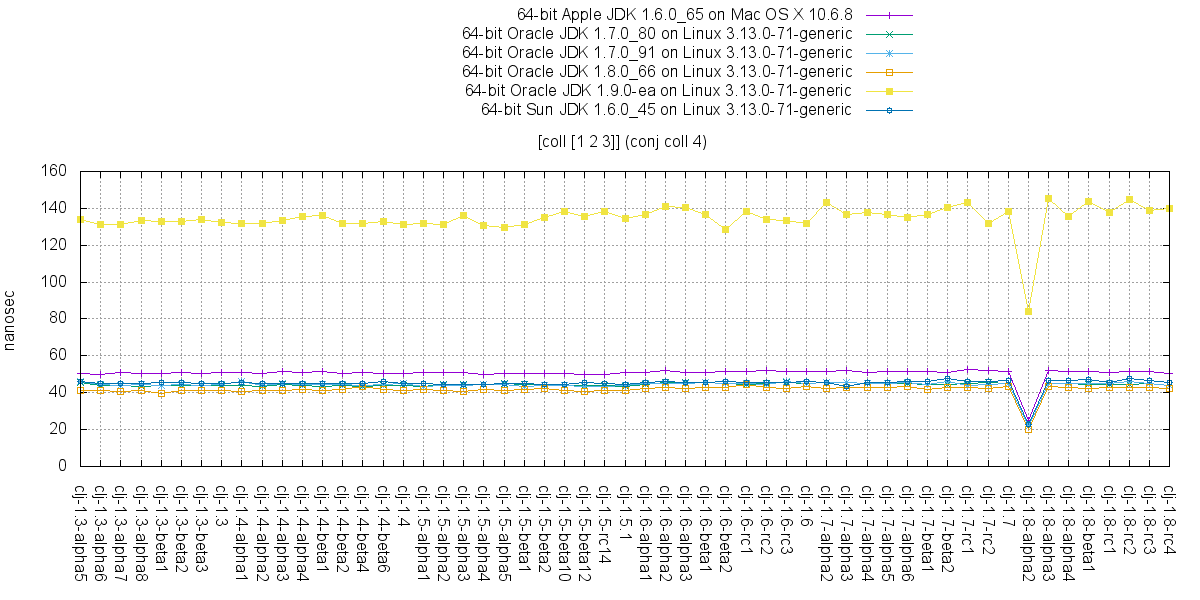 64-bit Apple JDK 1.6.0_65 on Mac OS X 10.6.8
64-bit Oracle JDK 1.7.0_80 on Linux 3.13.0-71-generic
64-bit Oracle JDK 1.7.0_91 on Linux 3.13.0-71-generic
64-bit Oracle JDK 1.8.0_66 on Linux 3.13.0-71-generic
64-bit Oracle JDK 1.9.0-ea on Linux 3.13.0-71-generic
64-bit Sun JDK 1.6.0_45 on Linux 3.13.0-71-generic
[coll [1 2 3]] (conj coll 4)
160
140
120
100
80
60
40
20
0
nanosec
clj-1.3-alpha5
clj-1.3-alpha6
clj-1.3-alpha7
clj-1.3-alpha8
clj-1.3-beta1
clj-1.3-beta2
clj-1.3-beta3
clj-1.3
clj-1.4-alpha1
clj-1.4-alpha2
clj-1.4-alpha3
clj-1.4-alpha4
clj-1.4-beta1
clj-1.4-beta2
clj-1.4-beta4
clj-1.4-beta6
clj-1.4
clj-1.5-alpha1
clj-1.5-alpha2
clj-1.5-alpha3
clj-1.5-alpha4
clj-1.5-alpha5
clj-1.5-beta1
clj-1.5-beta2
clj-1.5-beta10
clj-1.5-beta12
clj-1.5-rc14
clj-1.5.1
clj-1.6-alpha1
clj-1.6-alpha2
clj-1.6-alpha3
clj-1.6-beta1
clj-1.6-beta2
clj-1.6-rc1
clj-1.6-rc2
clj-1.6-rc3
clj-1.6
clj-1.7-alpha2
clj-1.7-alpha3
clj-1.7-alpha4
clj-1.7-alpha5
clj-1.7-alpha6
clj-1.7-beta1
clj-1.7-beta2
clj-1.7-rc1
clj-1.7-rc2
clj-1.7
clj-1.8-alpha2
clj-1.8-alpha3
clj-1.8-alpha4
clj-1.8-beta1
clj-1.8-rc1
clj-1.8-rc2
clj-1.8-rc3
clj-1.8-rc4